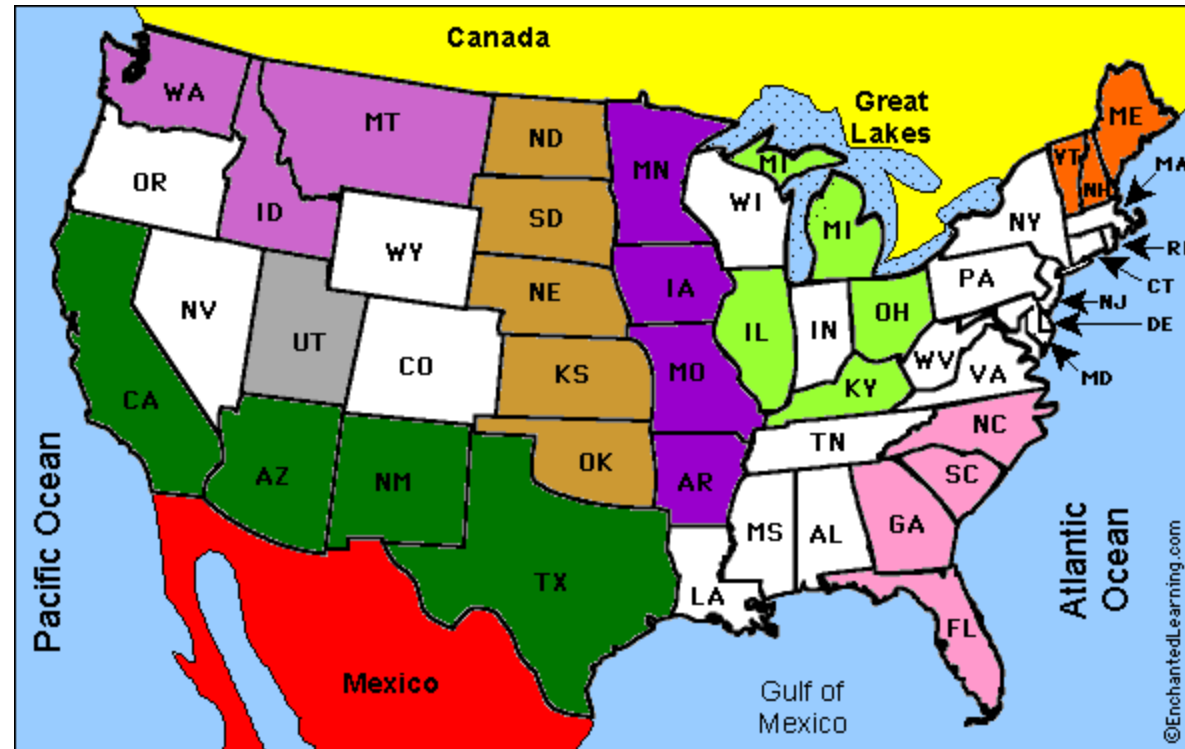 Canada
Great
Lakes
WA
MT
ND
MN
ME
VT
NH
MA
OR
ID
SD
WI
MI
MI
NY
RI
WY
NE
IA
PA
CT
NJ
NV
UT
CO
KS
MO
IL
IN
OH
WV
VA
DE
MD
CA
KY
NC
AZ
NM
OK
AR
TN
SC
MS
AL
GA
TX
LA
FL
Pacific Ocean
Mexico
Gulf of
Mexico
Atlantic
Ocean
©EnchantedLearning.com